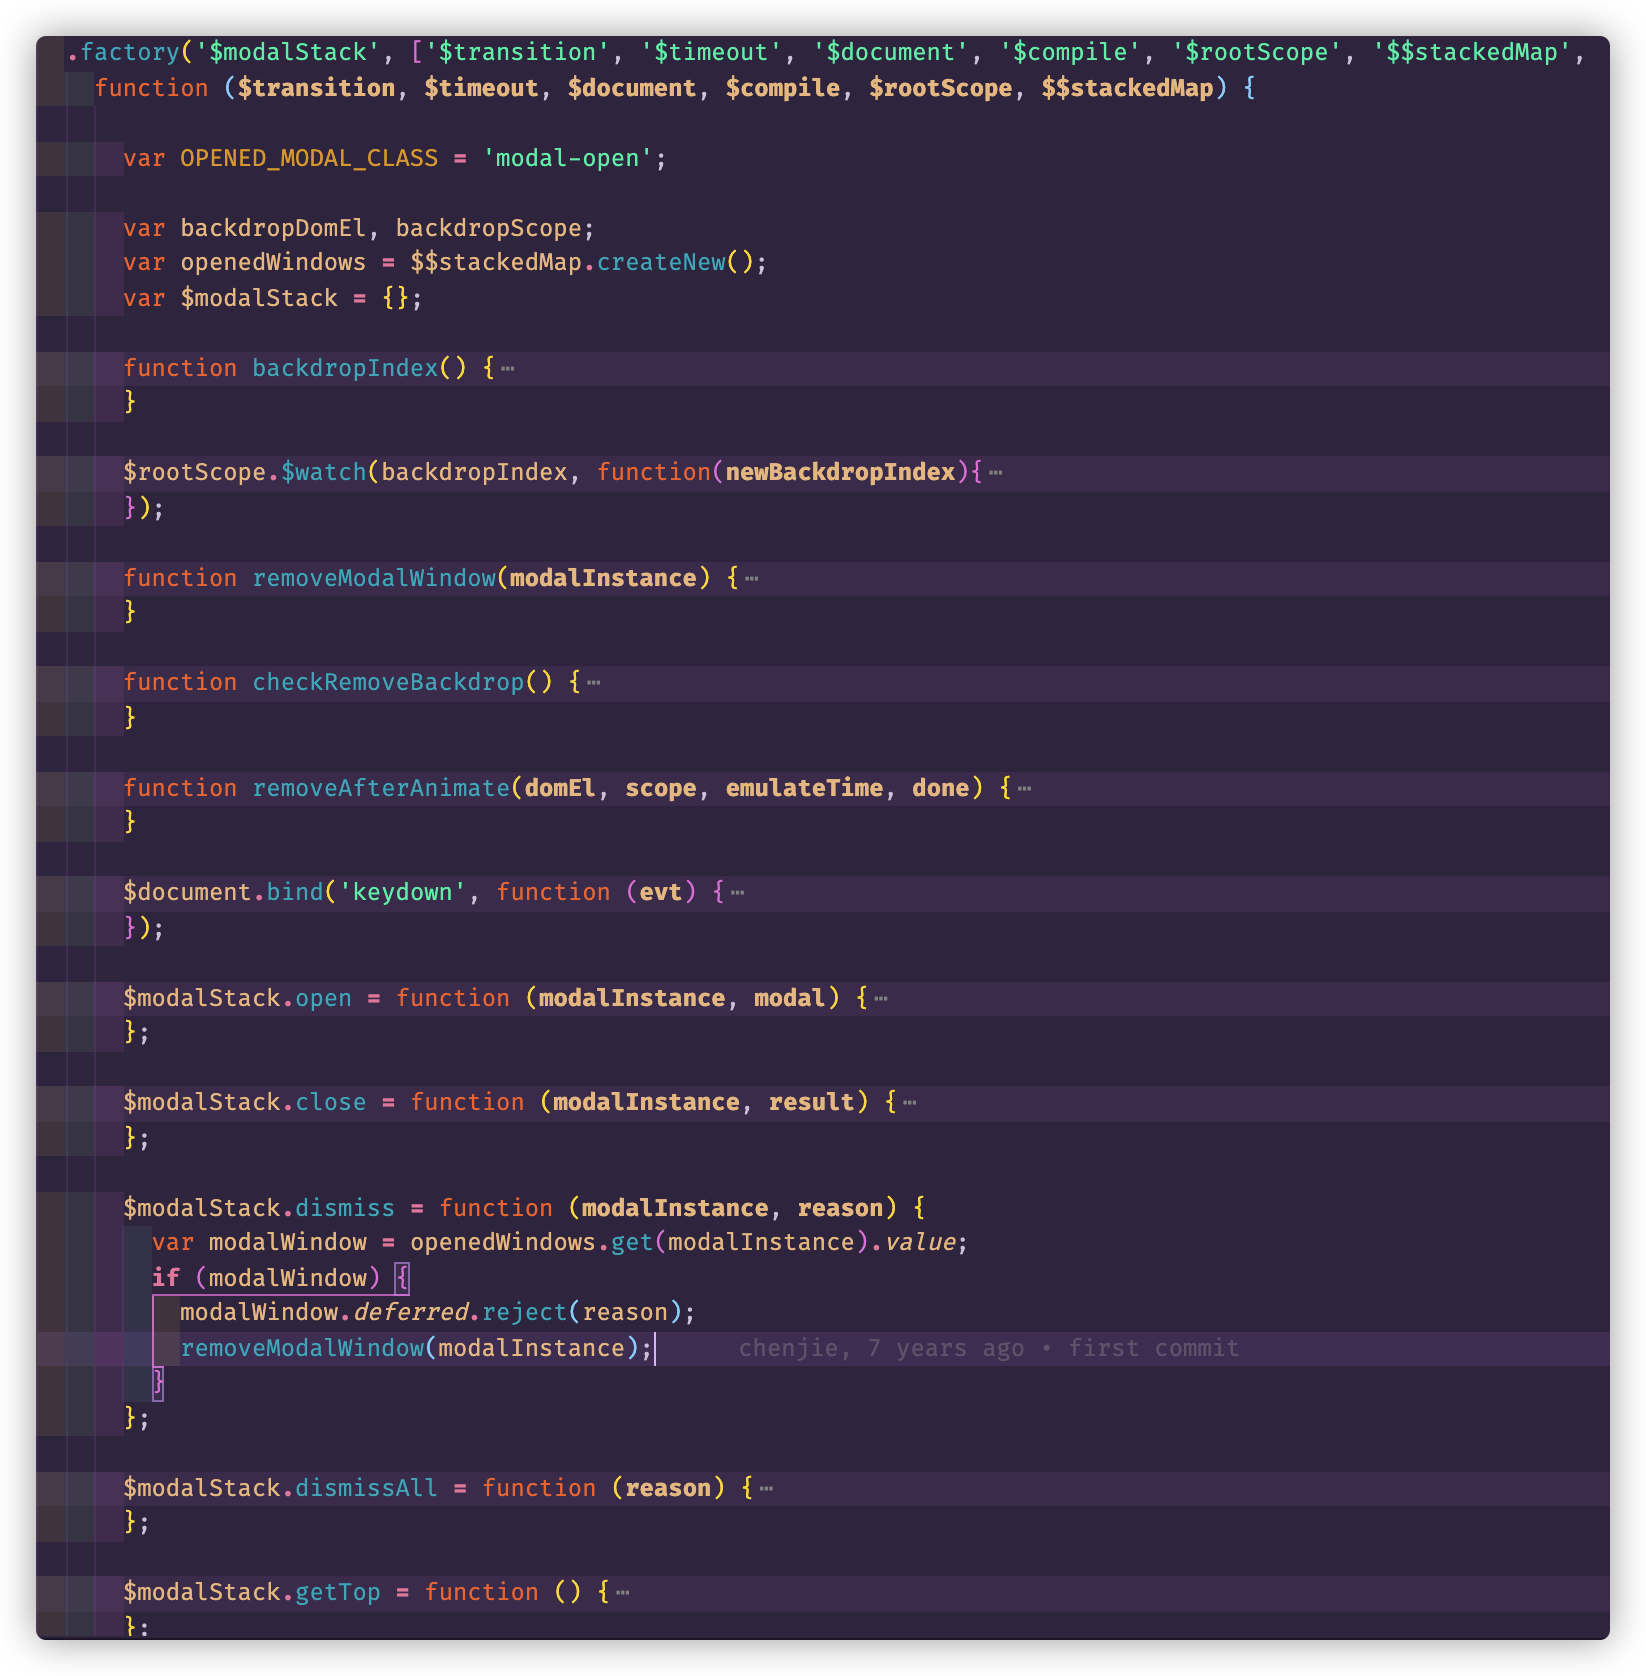 .factory('$modalStack', ['$transition', '$timeout', '$document', '$compile', '$rootScope', '$$stackedMap',
function ($transition, $timeout, $document, $compile, $rootScope, $$stackedMap) {
var OPENED_MODAL_CLASS = 'modal-open';
var backdropDomEl, backdropScope;
var openedWindows = $$stackedMap.createNew();
var $modalStack = {};
function backdropIndex() {⋯
}
$rootScope.$watch(backdropIndex, function(newBackdropIndex){⋯
});
function removeModalWindow(modalInstance) {⋯
}
function checkRemoveBackdrop() {⋯
}
function removeAfterAnimate(domEl, scope, emulateTime, done) {⋯
}
$document.bind('keydown', function (evt) {⋯
});
$modalStack.open = function (modalInstance, modal) {⋯
};
$modalStack.close = function (modalInstance, result) {⋯
};
$modalStack.dismiss = function (modalInstance, reason) {
var modalWindow = openedWindows.get(modalInstance).value;
if (modalWindow) {
modalWindow.deferred.reject(reason);
removeModalWindow(modalInstance); chenjie, 7 years ago • first commit
}
};
$modalStack.dismissAll = function (reason) {⋯
};
$modalStack.getTop = function () {⋯
};